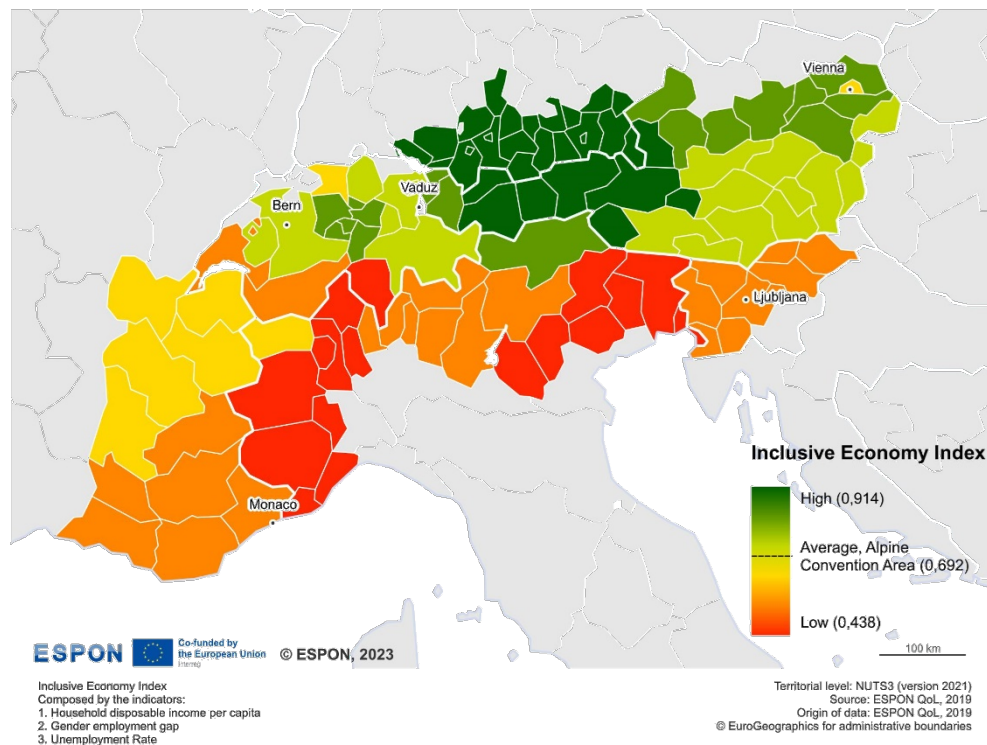 Vienna
Vaduz
Bern
Ljubljana
Monaco
Inclusive Economy Index
High (0,914)
Average, Alpine
Convention Area (0,692)
Low (0,438)
100 km
ESPON
Co-funded by
the European Union
Interreg
© ESPON, 2023
Inclusive Economy Index
Composed by the indicators:
1. Household disposable income per capita
2. Gender employment gap
3. Unemployment Rate
Territorial level: NUTS3 (version 2021)
Source: ESPON QoL, 2019
Origin of data: ESPON QoL, 2019
© EuroGeographics for administrative boundaries